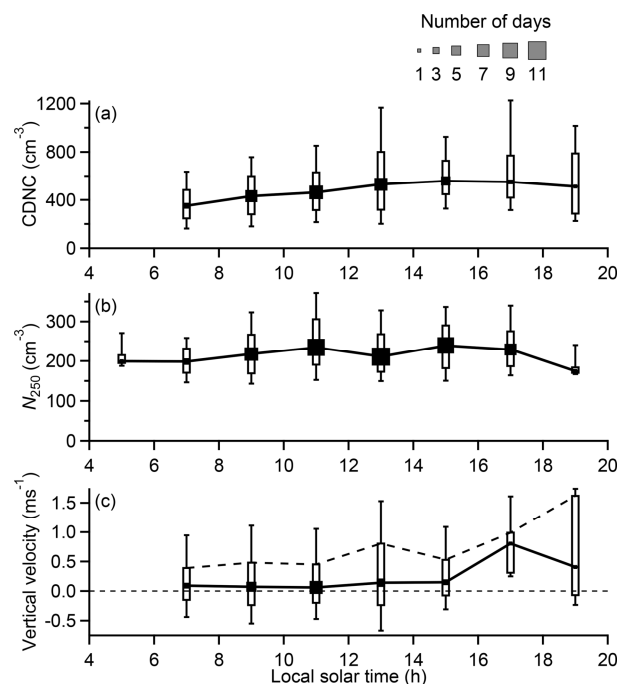 Number of days
1 3 5 7 9 11
(a)
CDNC (cm-3)
1200
800
400
0
4 6 8 10 12 14 16 18 20
(b)
N250 (cm-3)
300
200
100
0
4 6 8 10 12 14 16 18 20
(c)
Vertical velocity (ms-1)
1.5
1.0
0.5
0.0
-0.5
4 6 8 10 12 14 16 18 20
Local solar time (h)